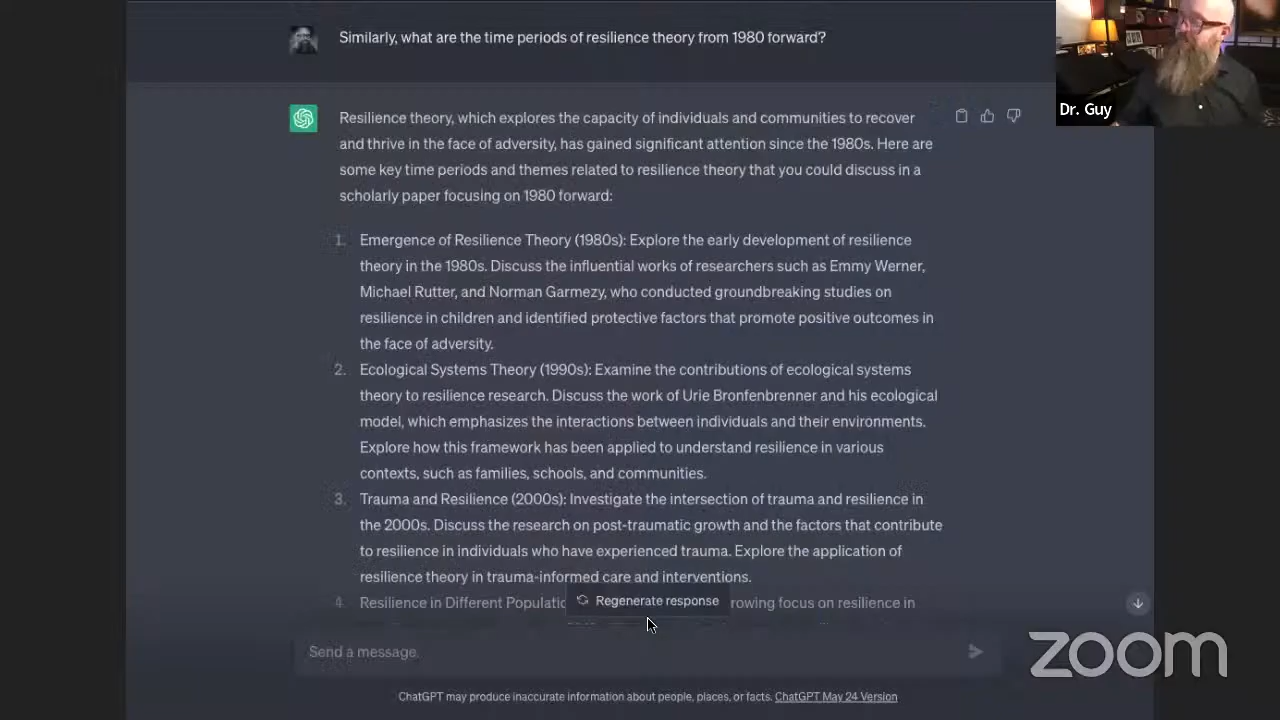 Similarly, what are the time periods of resilience theory from 1980 forward?
Dr. Guy
Resilience theory, which explores the capacity of individuals and communities to recover
and thrive in the face of adversity, has gained significant attention since the 1980s. Here are
some key time periods and themes related to resilience theory that you could discuss in a
scholarly paper focusing on 1980 forward:
1. Emergence of Resilience Theory (1980s): Explore the early development of resilience
theory in the 1980s. Discuss the influential works of researchers such as Emmy Werner,
Michael Rutter, and Norman Garmezy, who conducted groundbreaking studies on
resilience in children and identified protective factors that promote positive outcomes in
the face of adversity.
2. Ecological Systems Theory (1990s): Examine the contributions of ecological systems
theory to resilience research. Discuss the work of Urie Bronfenbrenner and his ecological
model, which emphasizes the interactions between individuals and their environments.
Explore how this framework has been applied to understand resilience in various
contexts, such as families, schools, and communities.
3. Trauma and Resilience (2000s): Investigate the intersection of trauma and resilience in
the 2000s. Discuss the research on post-traumatic growth and the factors that contribute
to resilience in individuals who have experienced trauma. Explore the application of
resilience theory in trauma-informed care and interventions.
4. Resilience in Different focus on resilience in
Regenerate response
Send a message.
zoom
ChatGPT may produce inaccurate information about people, places, or facts. ChatGPT May 24 Version